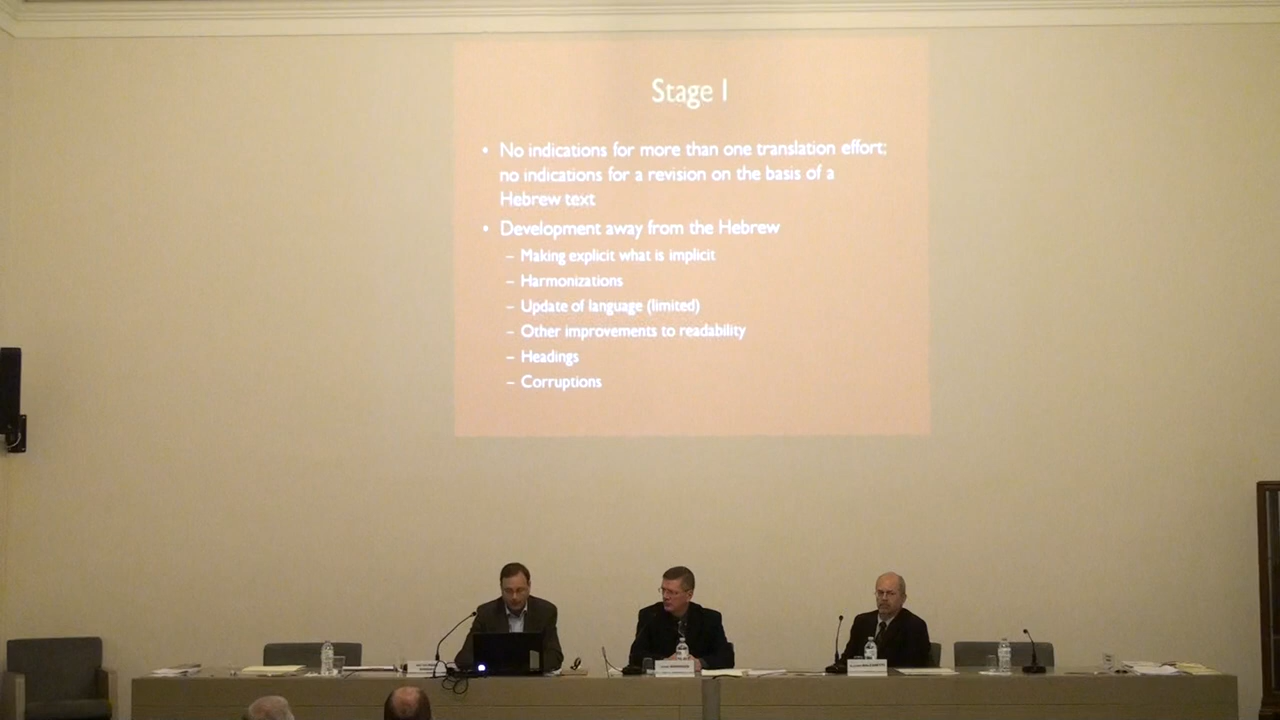 Stage I
• No indications for more than one translation effort;
no indications for a revision on the basis of a
Hebrew text
• Development away from the Hebrew
– Making explicit what is implicit
– Harmonizations
– Update of language (limited)
– Other improvements to readability
– Headings
– Corruptions